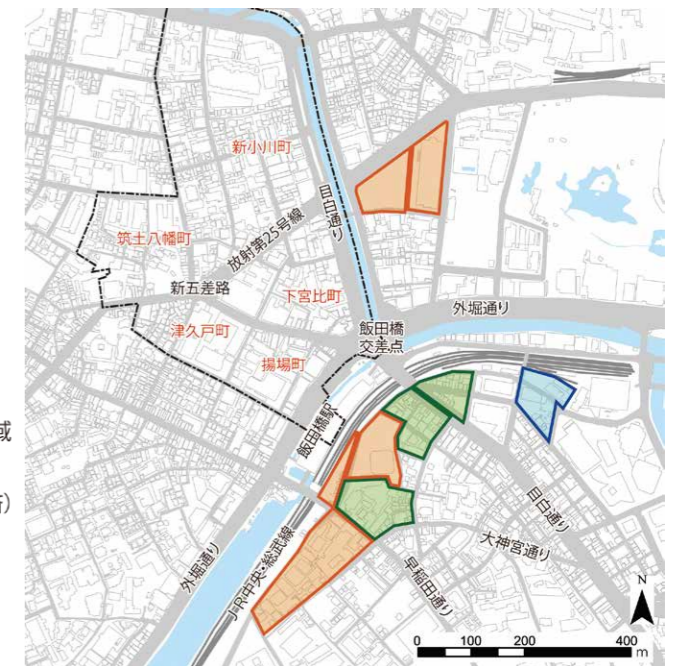 新小川町
目白通り
放射第25号線
筑土八幡町
新五差路
下宮比町
外堀通り
津久戸町
飯田橋
交差点
揚場町
飯田橋駅
域
所）
目白通り
大神宮通り
早稲田通り
外堀通り
JR中央・総武線
N
0 100 200 400
m